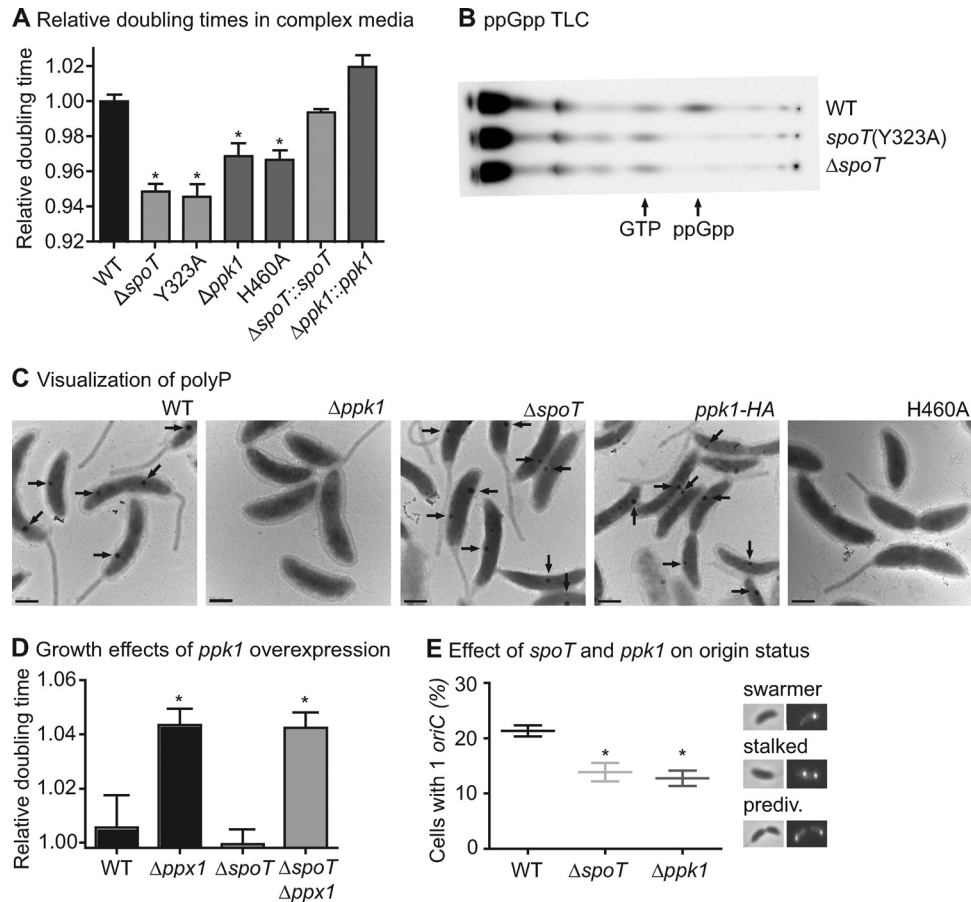 A Relative doubling times in complex media
Relative doubling time
1.02
1.00
0.98
0.96
0.94
0.92
* * * *
WT
ΔspoT
Y323A
Δppk1
H460A
ΔspoT::spoT
Δppk1::ppk1
B ppGpp TLC
WT
spoT(Y323A)
ΔspoT
GTP ppGpp
C Visualization of polyP
WT Δppk1 ΔspoT ppk1-HA H460A
D Growth effects of ppk1 overexpression
Relative doubling time
1.06
1.04
1.02
1.00
* *
WT Δppx1 ΔspoT ΔspoT
Δppx1
E Effect of spoT and ppk1 on origin status
Cells with 1 oriC (%)
30
20
10
0
* *
WT ΔspoT Δppk1
swarmer
stalked
prediv.